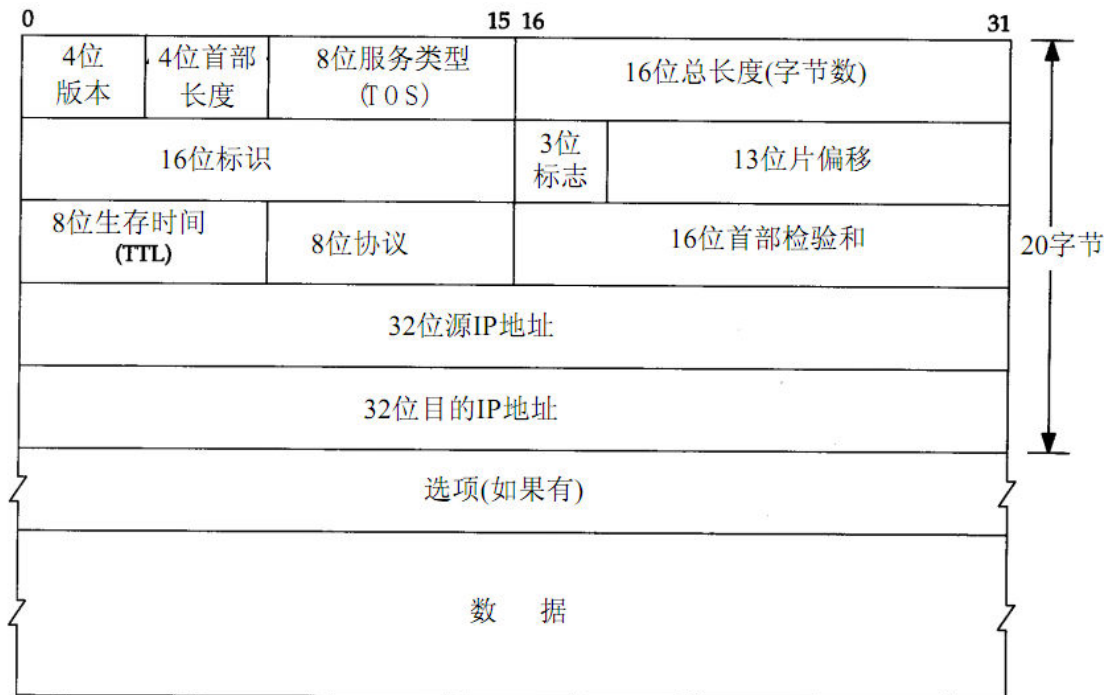 0 15 16 31
4位 4位首部 8位服务类型 16位总长度(字节数)
版本 长度 (TOS)
16位标识 3位 13位片偏移
标志
8位生存时间 8位协议 16位首部检验和
(TTL)
20字节
32位源IP地址
32位目的IP地址
选项(如果有)
数 据